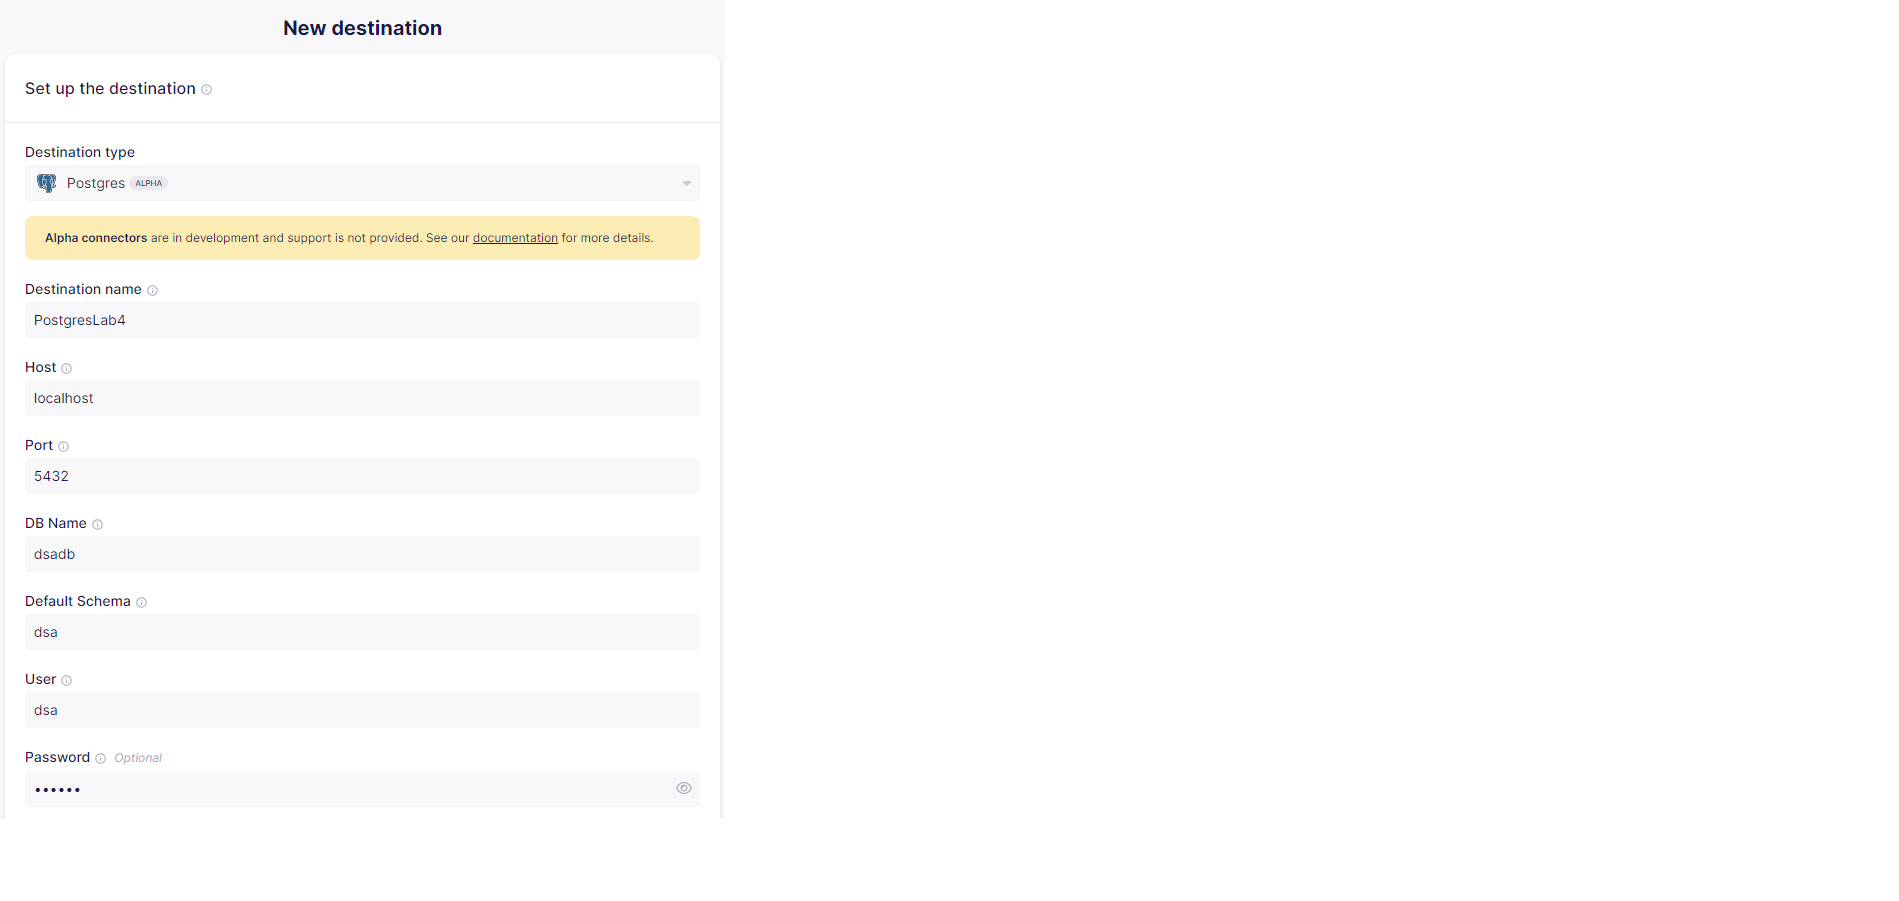 New destination
Set up the destination
Destination type
Postgres ALPHA
Alpha connectors are in development and support is not provided. See our documentation for more details.
Destination name
PostgresLab4
Host
localhost
Port
5432
DB Name
dsadb
Default Schema
dsa
User
dsa
Password Optional
••••••